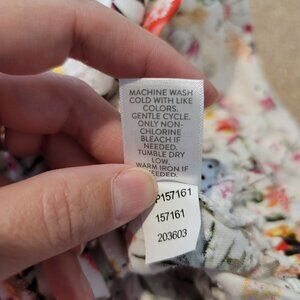 MACHINE WASH
COLD WITH LIKE
COLORS.
GENTLE CYCLE.
ONLY NON-
CHLORINE
BLEACH IF
NEEDED.
TUMBLE DRY
LOW.
WARM IRON IF
NEEDED.
P157161
157161
203603